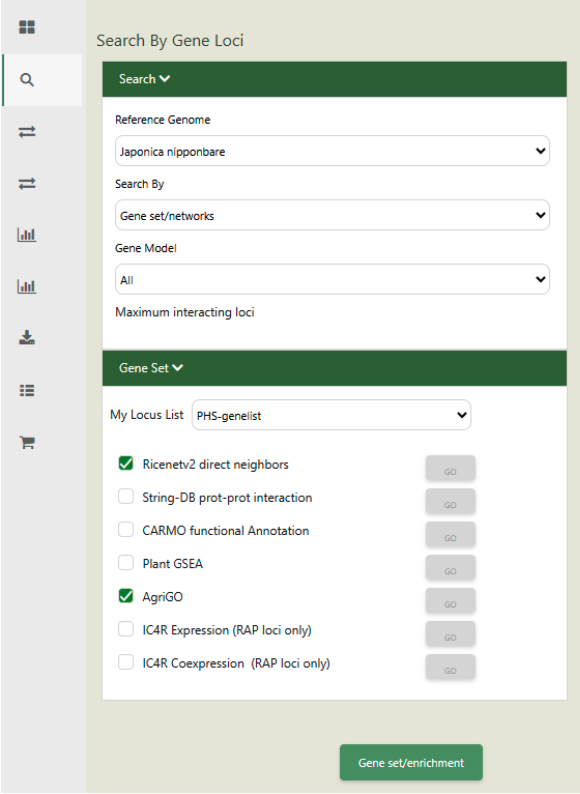 Search By Gene Loci
Search
Reference Genome
Japonica nipponbare
Search By
Gene set/networks
Gene Model
All
Maximum interacting loci
Gene Set
My Locus List PHS-genelist
Ricenetv2 direct neighbors GO
String-DB prot-prot interaction GO
CARMO functional Annotation GO
Plant GSEA GO
AgriGO GO
IC4R Expression (RAP loci only) GO
IC4R Coexpression (RAP loci only) GO
Gene set/enrichment